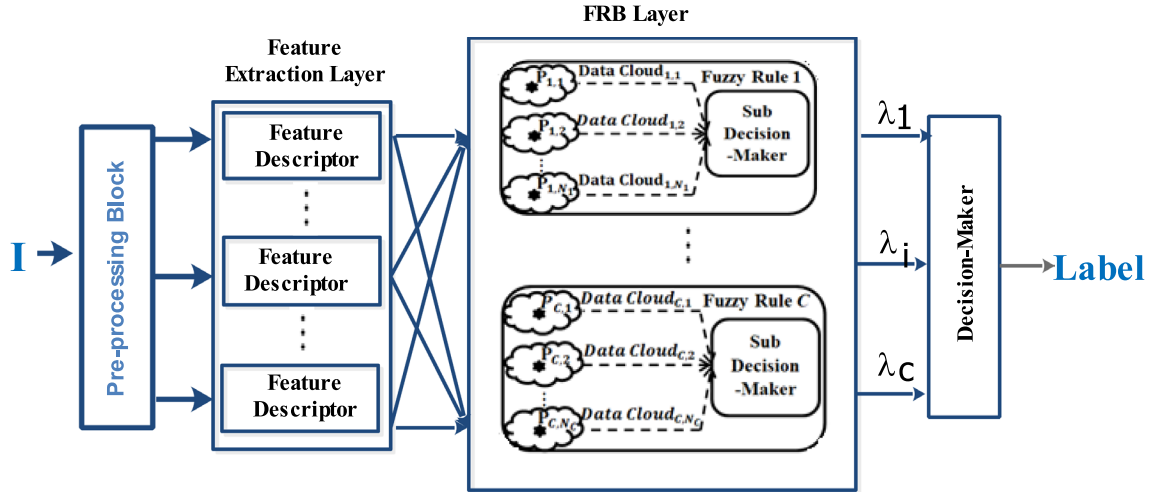 FRB Layer
Feature
Extraction Layer
I
Pre-processing Block
Feature
Descriptor
Feature
Descriptor
Feature
Descriptor
P1,1
Data Cloud1,1
Fuzzy Rule 1
P1,2
Data Cloud1,2
Sub
Decision
-Maker
P1,N1
Data Cloud1,N1
PC,1
Data CloudC,1
Fuzzy Rule C
PC,2
Data CloudC,2
Sub
Decision
-Maker
PC,NC
Data CloudC,NC
λ1
λi
λc
Decision-Maker
Label